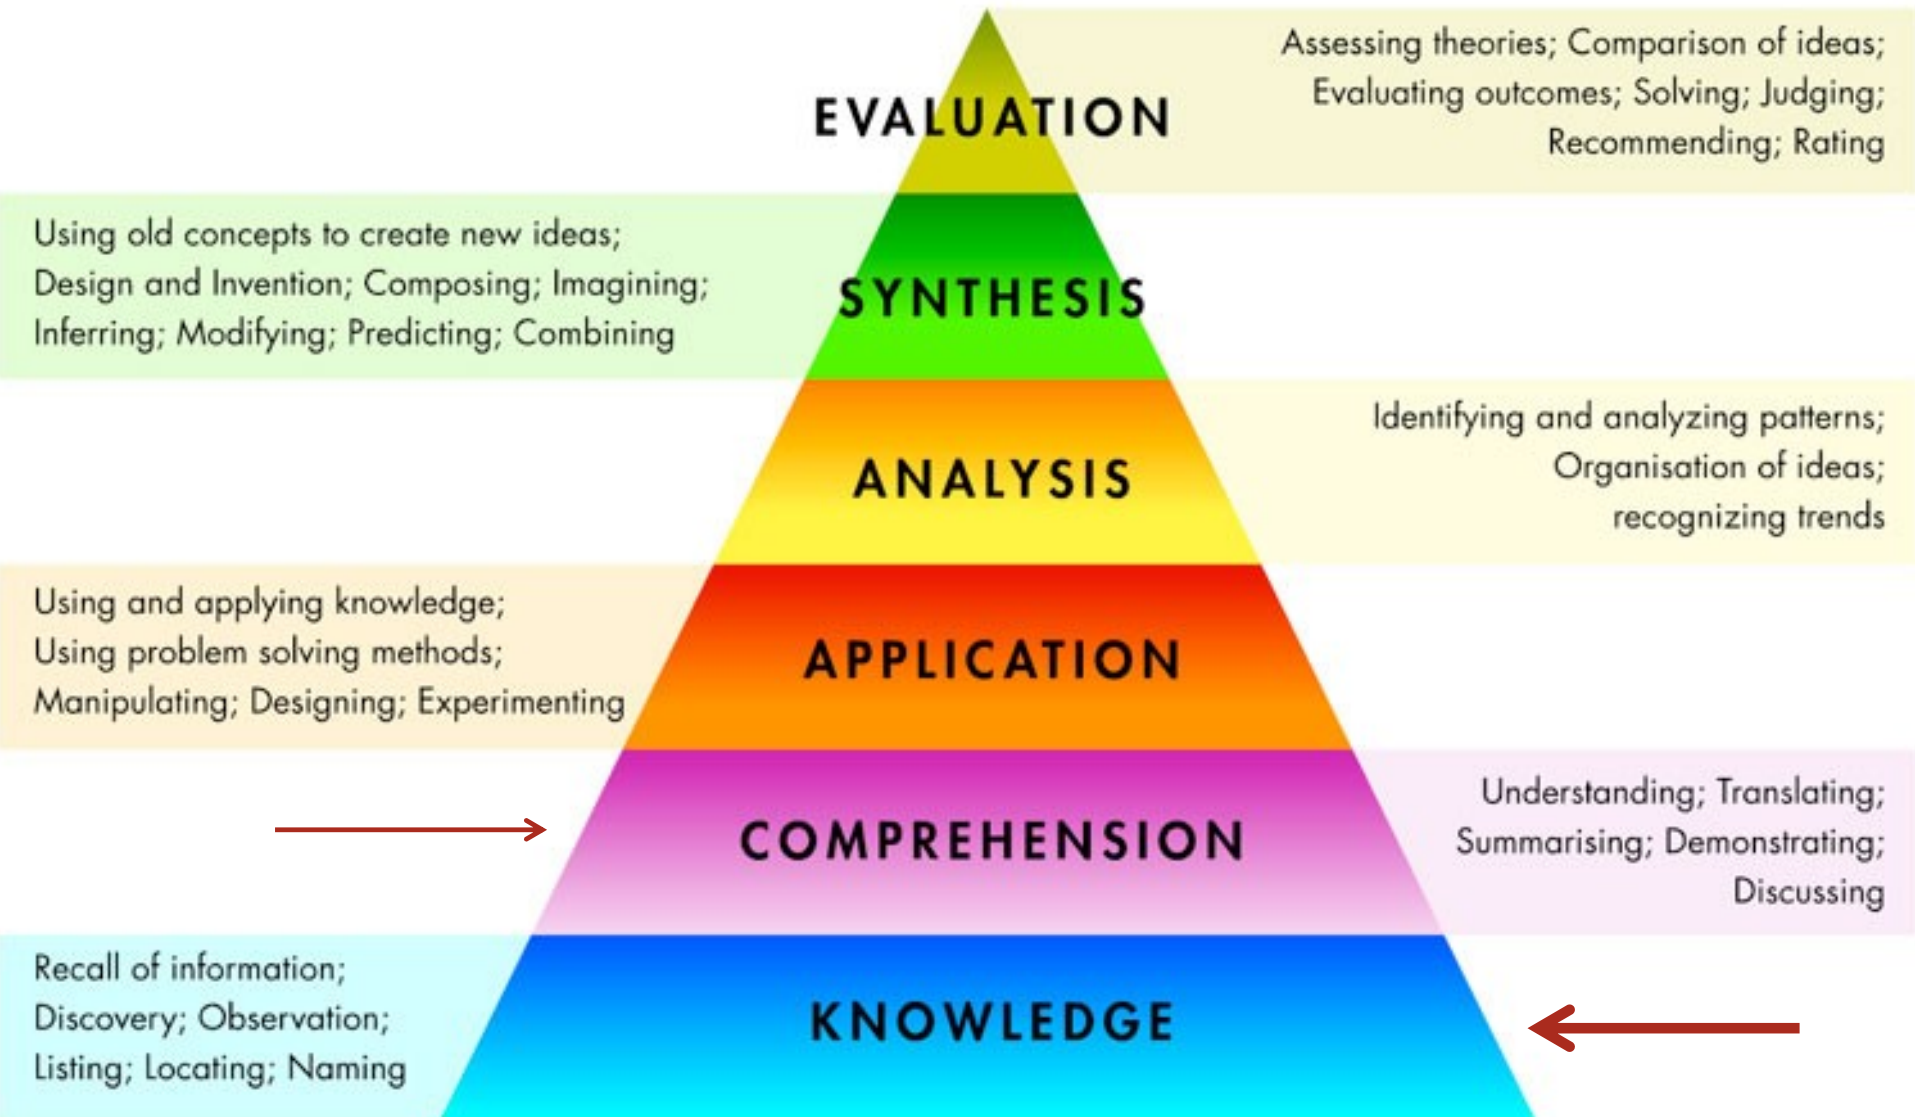 EVALUATION
Assessing theories; Comparison of ideas;
Evaluating outcomes; Solving; Judging;
Recommending; Rating
Using old concepts to create new ideas;
Design and Invention; Composing; Imagining;
Inferring; Modifying; Predicting; Combining
SYNTHESIS
ANALYSIS
Identifying and analyzing patterns;
Organisation of ideas;
recognizing trends
Using and applying knowledge;
Using problem solving methods;
Manipulating; Designing; Experimenting
APPLICATION
COMPREHENSION
Understanding; Translating;
Summarising; Demonstrating;
Discussing
Recall of information;
Discovery; Observation;
Listing; Locating; Naming
KNOWLEDGE